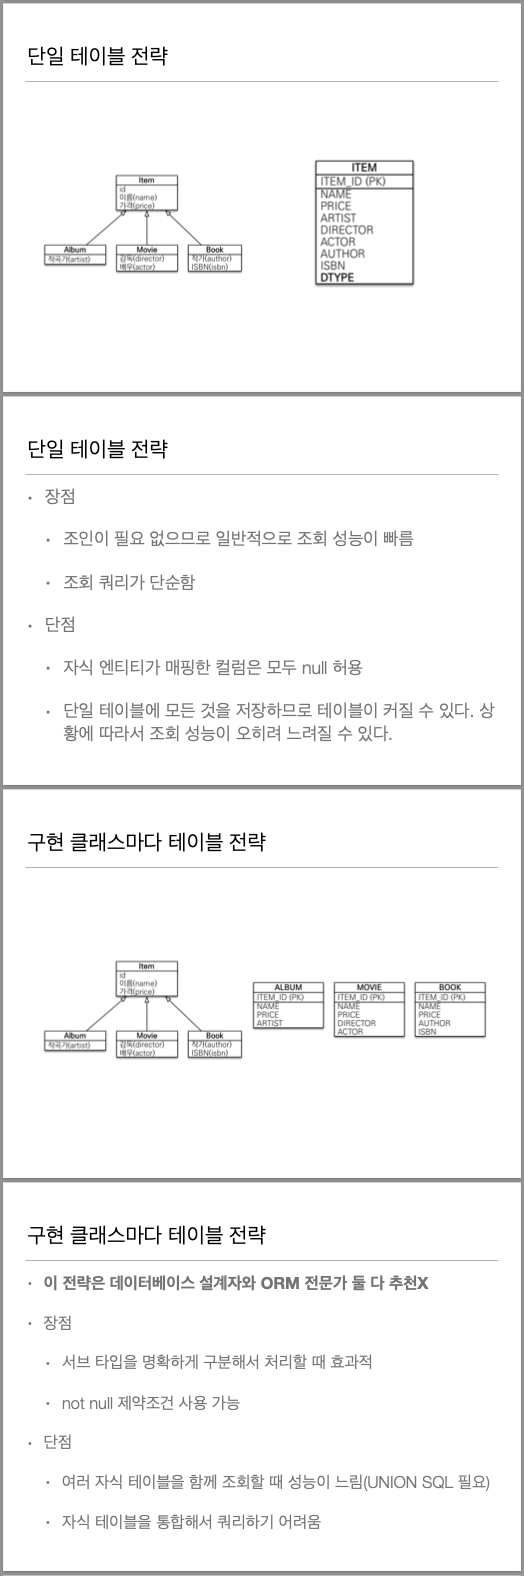 단일 테이블 전략
Item
id
이름(name)
가격(price)
Album
작곡가(artist)
Movie
감독(director)
배우(actor)
Book
작가(author)
ISBN(isbn)
ITEM
ITEM_ID (PK)
NAME
PRICE
ARTIST
DIRECTOR
ACTOR
AUTHOR
ISBN
DTYPE
단일 테이블 전략
• 장점
• 조인이 필요 없으므로 일반적으로 조회 성능이 빠름
• 조회 쿼리가 단순함
• 단점
• 자식 엔티티가 매핑한 컬럼은 모두 null 허용
• 단일 테이블에 모든 것을 저장하므로 테이블이 커질 수 있다. 상
황에 따라서 조회 성능이 오히려 느려질 수 있다.
구현 클래스마다 테이블 전략
Item
id
이름(name)
가격(price)
Album
작곡가(artist)
Movie
감독(director)
배우(actor)
Book
작가(author)
ISBN(isbn)
ALBUM
ITEM_ID (PK)
NAME
PRICE
ARTIST
MOVIE
ITEM_ID (PK)
NAME
PRICE
DIRECTOR
ACTOR
BOOK
ITEM_ID (PK)
NAME
PRICE
AUTHOR
ISBN
구현 클래스마다 테이블 전략
• 이 전략은 데이터베이스 설계자와 ORM 전문가 둘 다 추천X
• 장점
• 서브 타입을 명확하게 구분해서 처리할 때 효과적
• not null 제약조건 사용 가능
• 단점
• 여러 자식 테이블을 함께 조회할 때 성능이 느림(UNION SQL 필요)
• 자식 테이블을 통합해서 쿼리하기 어려움